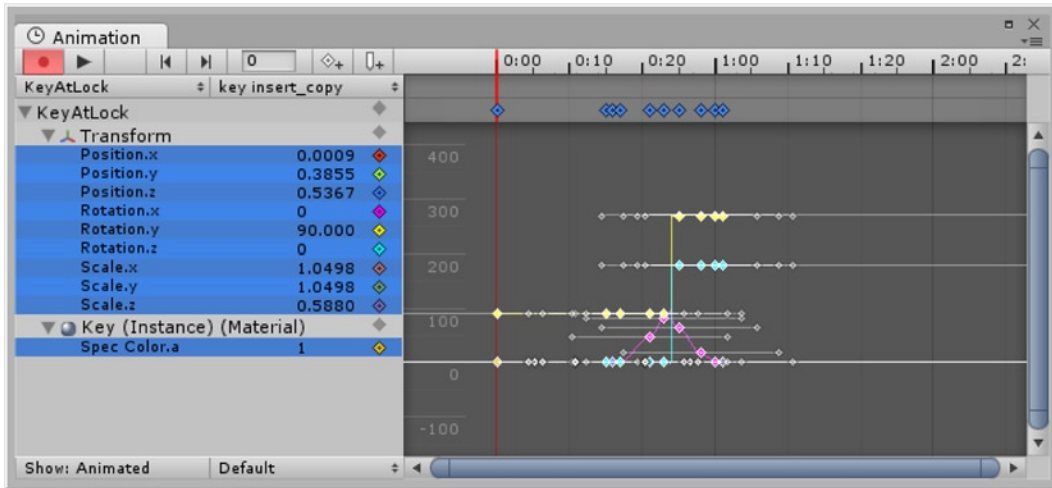 Animation
0
0:00 0:10 0:20 1:00 1:10 1:20 2:00 2:
KeyAtLock key insert_copy
KeyAtLock
Transform
Position.x 0.0009
Position.y 0.3855
Position.z 0.5367
Rotation.x 0
Rotation.y 90.000
Rotation.z 0
Scale.x 1.0498
Scale.y 1.0498
Scale.z 0.5880
Key (Instance) (Material)
Spec Color.a 1
400
300
200
100
0
-100
Show: Animated Default